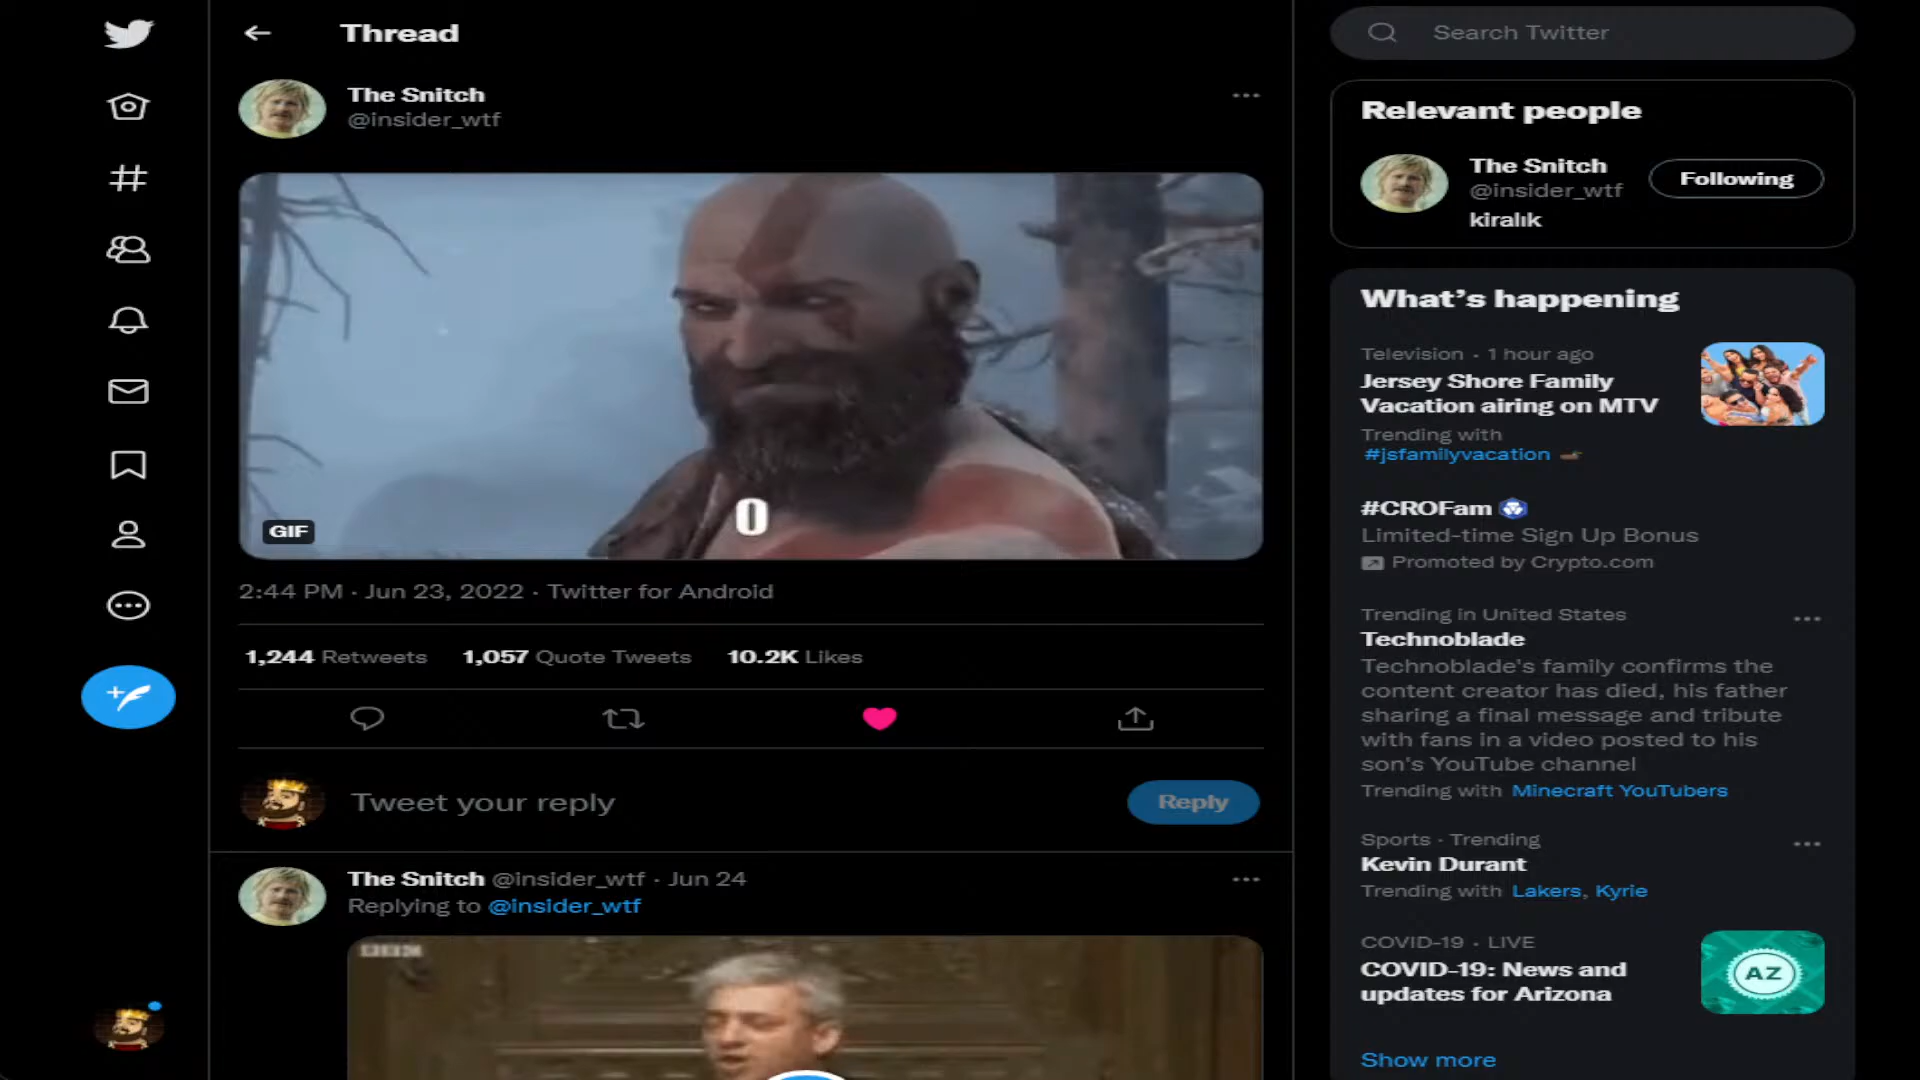 Thread
The Snitch
@insider_wtf
0
GIF
2:44 PM · Jun 23, 2022 · Twitter for Android
1,244 Retweets 1,057 Quote Tweets 10.2K Likes
Tweet your reply
Reply
The Snitch @insider_wtf · Jun 24
Replying to @insider_wtf
Search Twitter
Relevant people
The Snitch
@insider_wtf
Following
kiralık
What's happening
Television · 1 hour ago
Jersey Shore Family
Vacation airing on MTV
Trending with
#jsfamilyvacation
#CROFam
Limited-time Sign Up Bonus
Promoted by Crypto.com
Trending in United States
Technoblade
Technoblade's family confirms the
content creator has died, his father
sharing a final message and tribute
with fans in a video posted to his
son's YouTube channel
Trending with Minecraft YouTubers
Sports · Trending
Kevin Durant
Trending with Lakers, Kyrie
COVID-19 · LIVE
COVID-19: News and
updates for Arizona
AZ
Show more